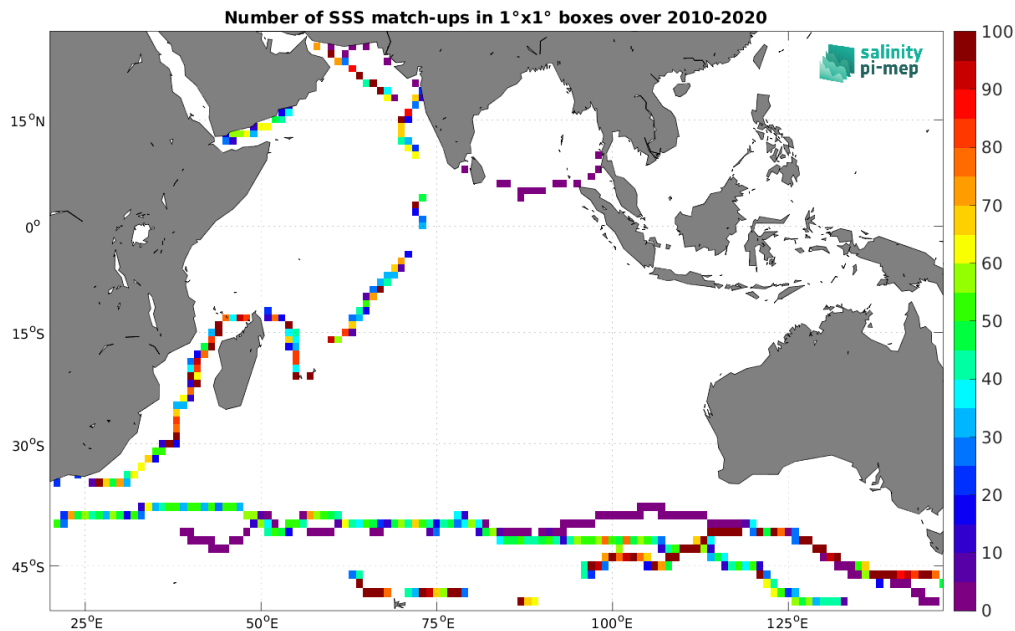 Number of SSS match-ups in 1°x1° boxes over 2010-2020
salinity
pi-mep
100
90
80
70
60
50
40
30
20
10
0
15°N
0°
15°S
30°S
45°S
25°E
50°E
75°E
100°E
125°E